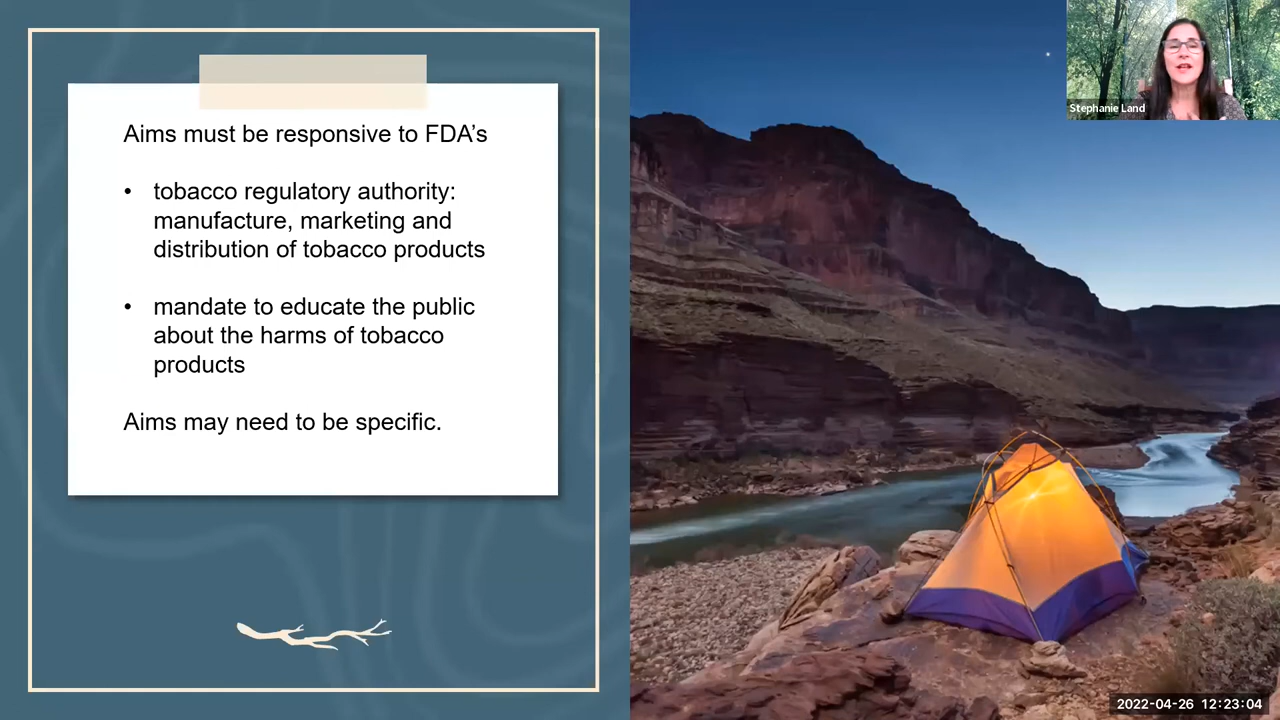 Aims must be responsive to FDA’s
• tobacco regulatory authority:
manufacture, marketing and
distribution of tobacco products
• mandate to educate the public
about the harms of tobacco
products
Aims may need to be specific.
Stephanie Land
2022-04-26 12:23:04